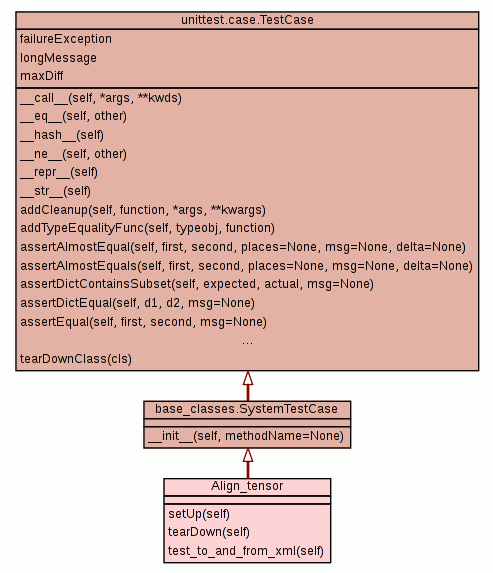 unittest.case.TestCase
failureException
longMessage
maxDiff
__call__(self, *args, **kwds)
__eq__(self, other)
__hash__(self)
__ne__(self, other)
__repr__(self)
__str__(self)
addCleanup(self, function, *args, **kwargs)
addTypeEqualityFunc(self, typeobj, function)
assertAlmostEqual(self, first, second, places=None, msg=None, delta=None)
assertAlmostEquals(self, first, second, places=None, msg=None, delta=None)
assertDictContainsSubset(self, expected, actual, msg=None)
assertDictEqual(self, d1, d2, msg=None)
assertEqual(self, first, second, msg=None)
...
tearDownClass(cls)
base_classes.SystemTestCase
__init__(self, methodName=None)
Align_tensor
setUp(self)
tearDown(self)
test_to_and_from_xml(self)